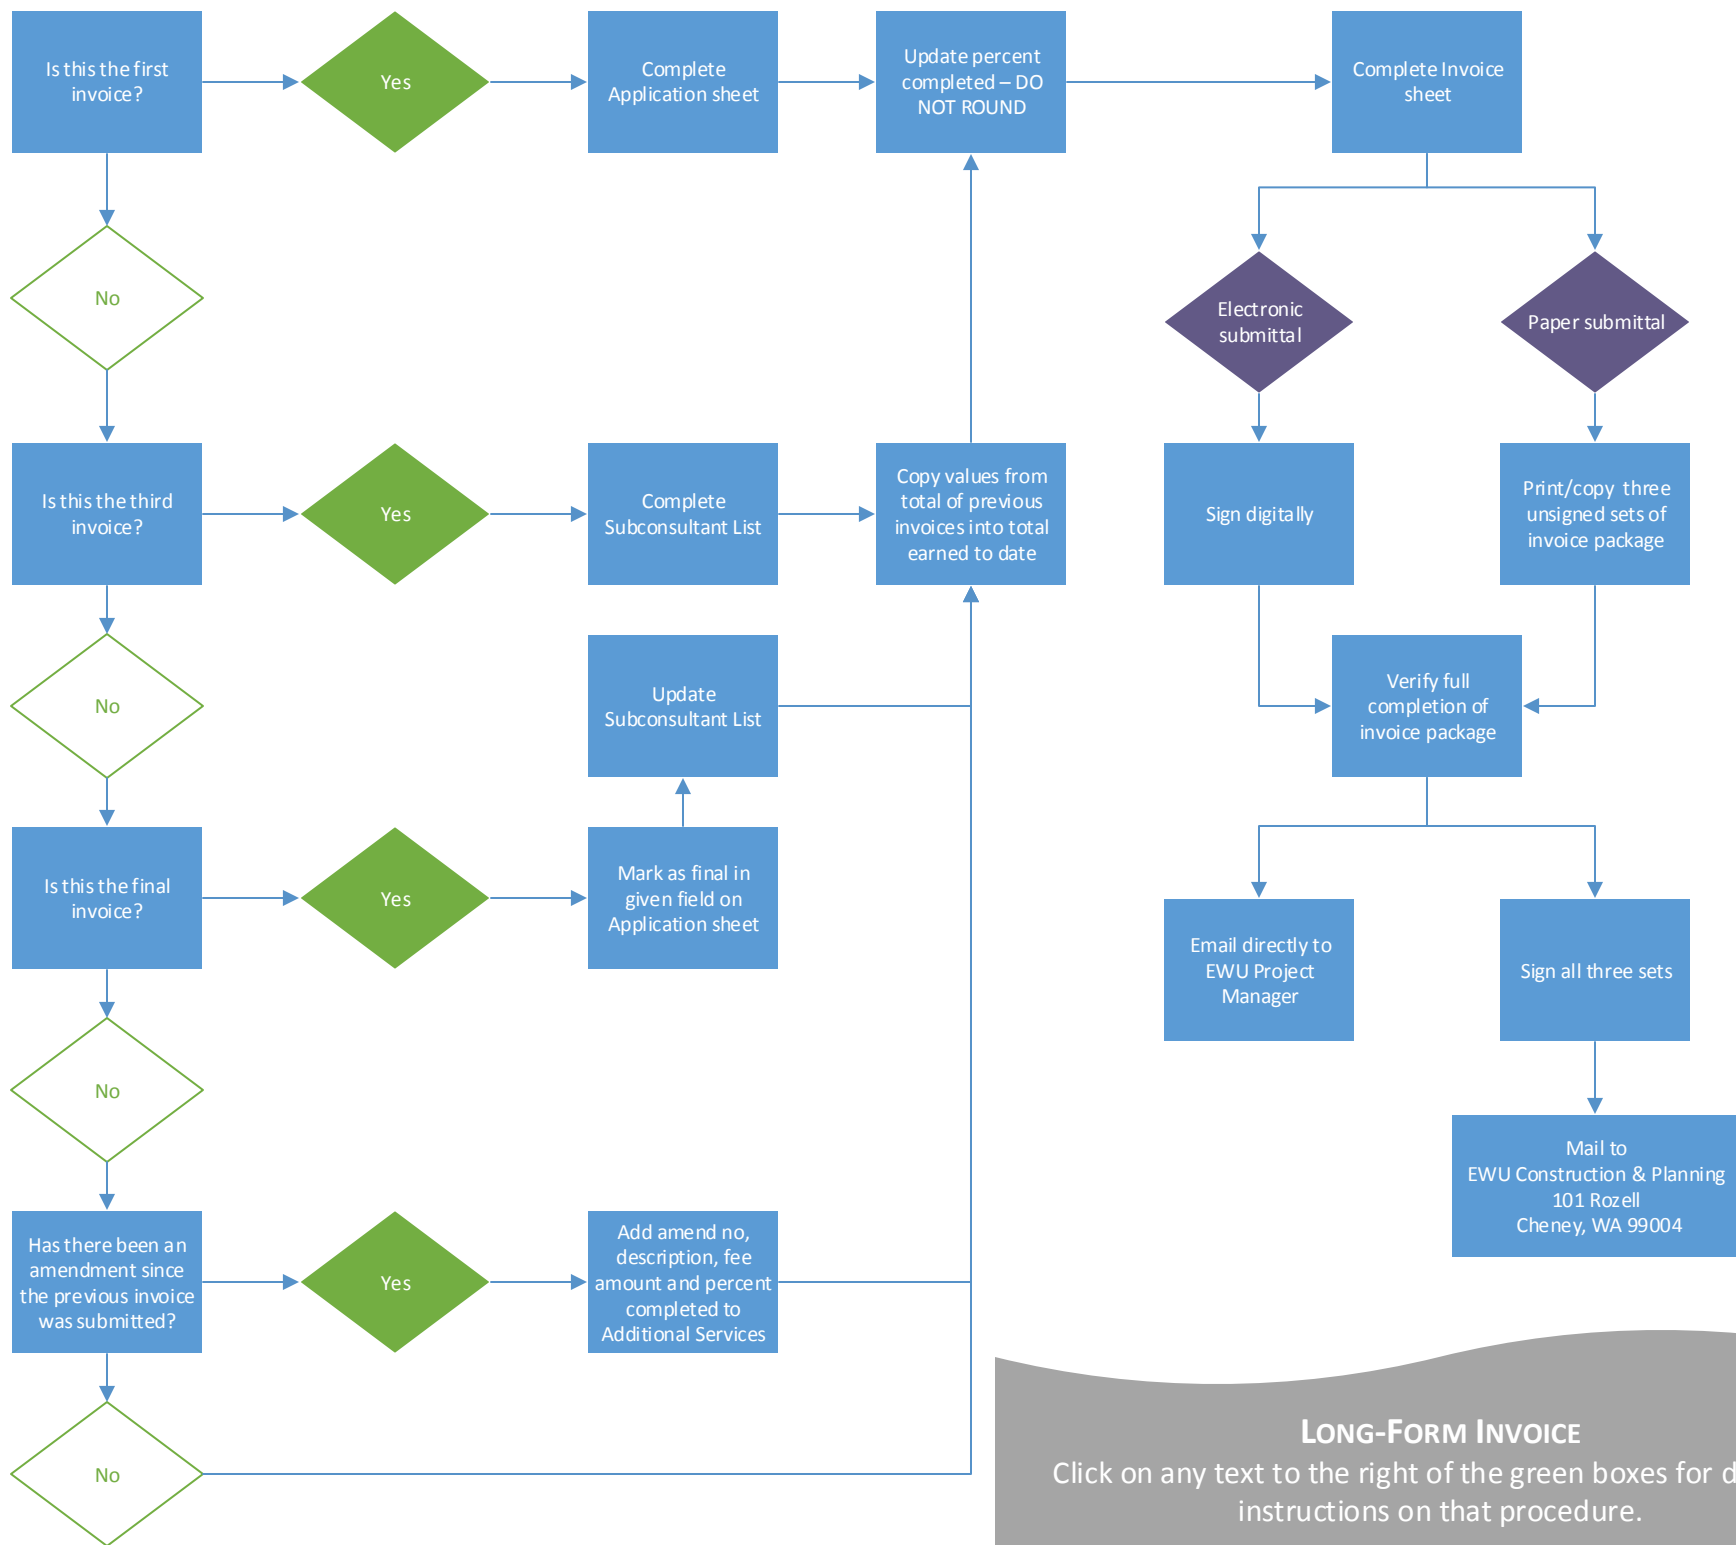 Is this the first
invoice?
Yes
Complete
Application sheet
Update percent
completed – DO
NOT ROUND
Complete Invoice
sheet
No
Electronic
submittal
Paper submittal
Is this the third
invoice?
Yes
Complete
Subconsultant List
Copy values from
total of previous
invoices into total
earned to date
Sign digitally
Print/copy three
unsigned sets of
invoice package
No
Update
Subconsultant List
Verify full
completion of
invoice package
Is this the final
invoice?
Yes
Mark as final in
given field on
Application sheet
Email directly to
EWU Project
Manager
Sign all three sets
No
Mail to
EWU Construction & Planning
101 Rozell
Cheney, WA 99004
Has there been an
amendment since
the previous invoice
was submitted?
Yes
Add amend no,
description, fee
amount and percent
completed to
Additional Services
No
LONG-FORM INVOICE
Click on any text to the right of the green boxes for
instructions on that procedure.